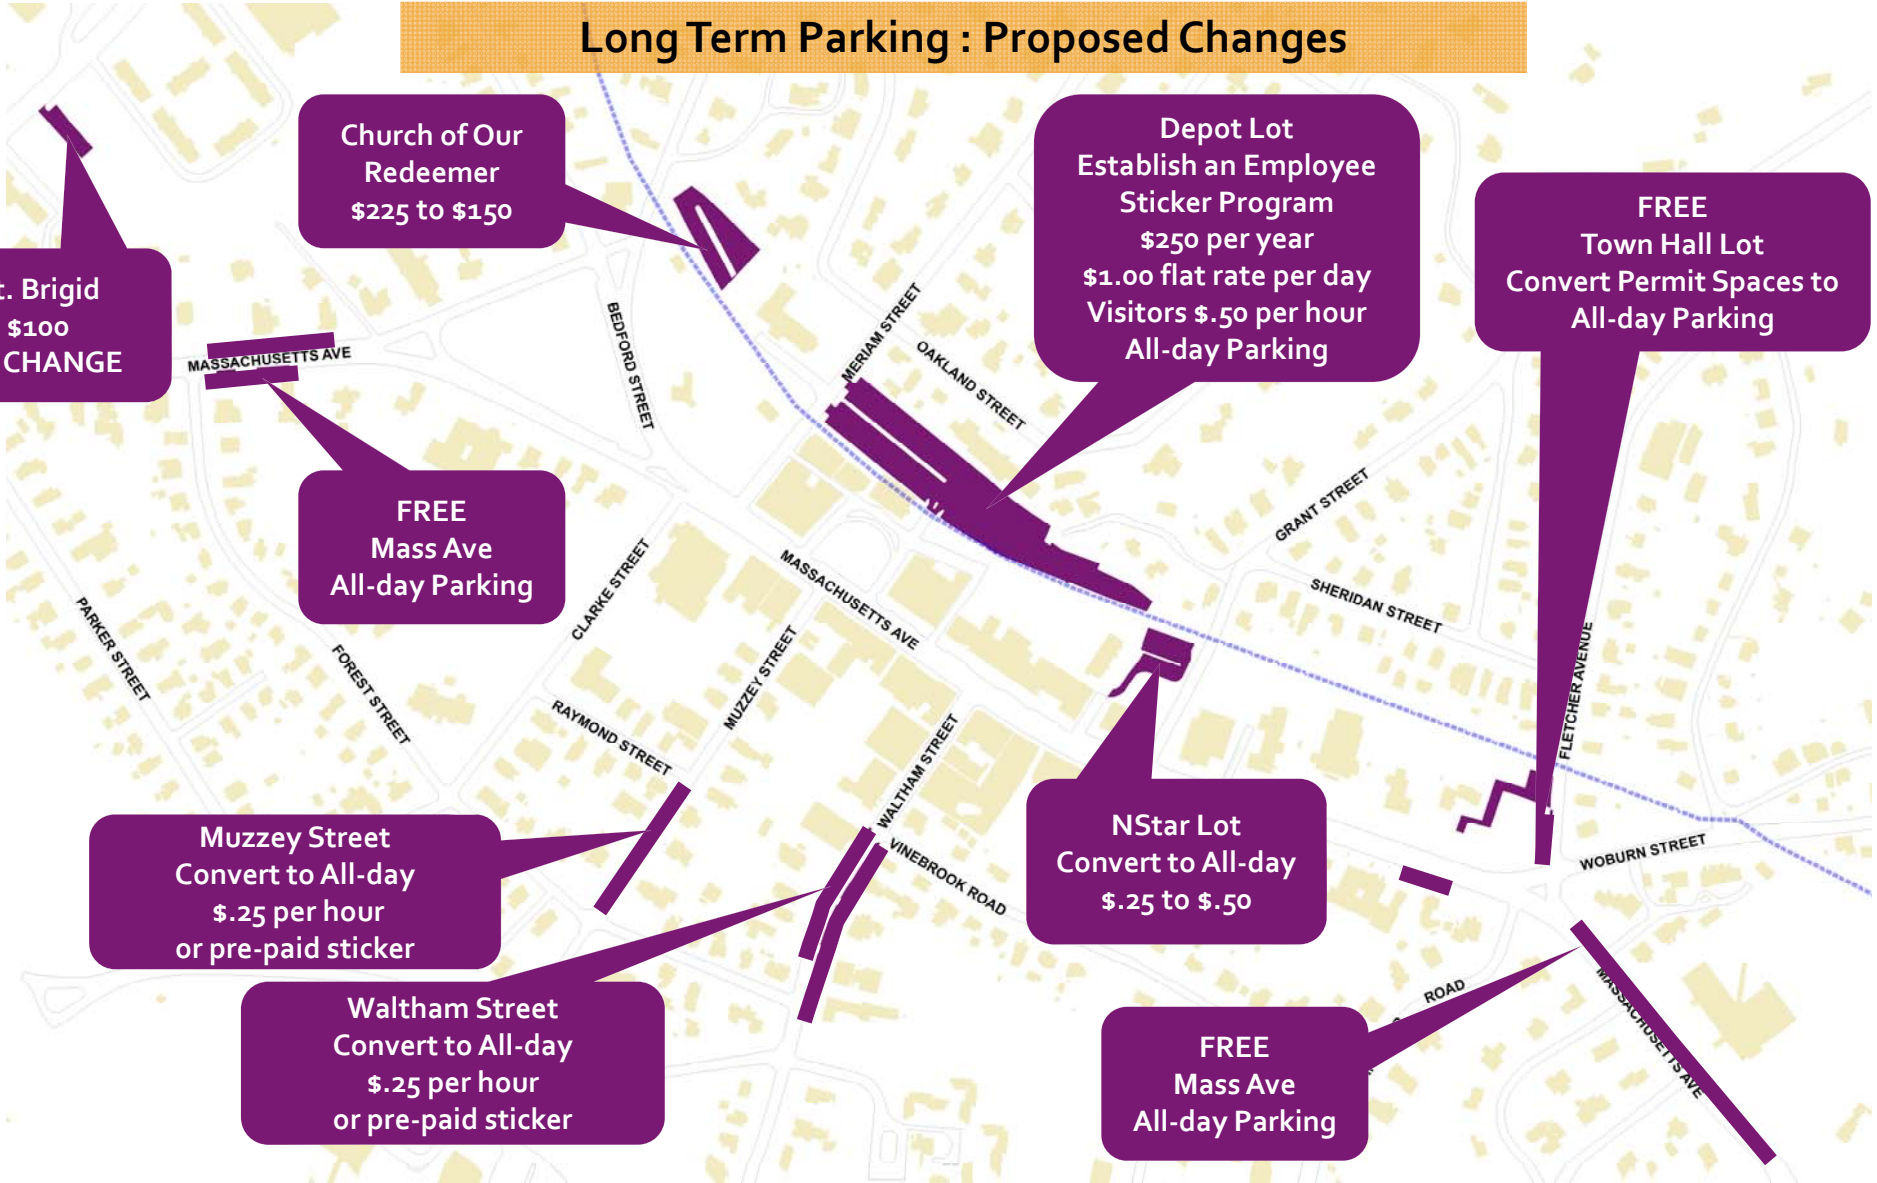 Long Term Parking : Proposed Changes
Church of Our
Redeemer
$225 to $150
Depot Lot
Establish an Employee
Sticker Program
$250 per year
$1.00 flat rate per day
Visitors $.50 per hour
All-day Parking
FREE
Town Hall Lot
Convert Permit Spaces to
All-day Parking
t. Brigid
$100
CHANGE
MASSACHUSETTS AVE
BEDFORD STREET
MERIAM STREET
OAKLAND STREET
FREE
Mass Ave
All-day Parking
GRANT STREET
SHERIDAN STREET
FLETCHER AVENUE
CLARKE STREET
MASSACHUSETTS AVE
PARKER STREET
FOREST STREET
MUZZEY STREET
RAYMOND STREET
WALTHAM STREET
VINEBROOK ROAD
WOBURN STREET
NStar Lot
Convert to All-day
$.25 to $.50
Muzzey Street
Convert to All-day
$.25 per hour
or pre-paid sticker
Waltham Street
Convert to All-day
$.25 per hour
or pre-paid sticker
ROAD
MASSACHUSETTS AVE
FREE
Mass Ave
All-day Parking